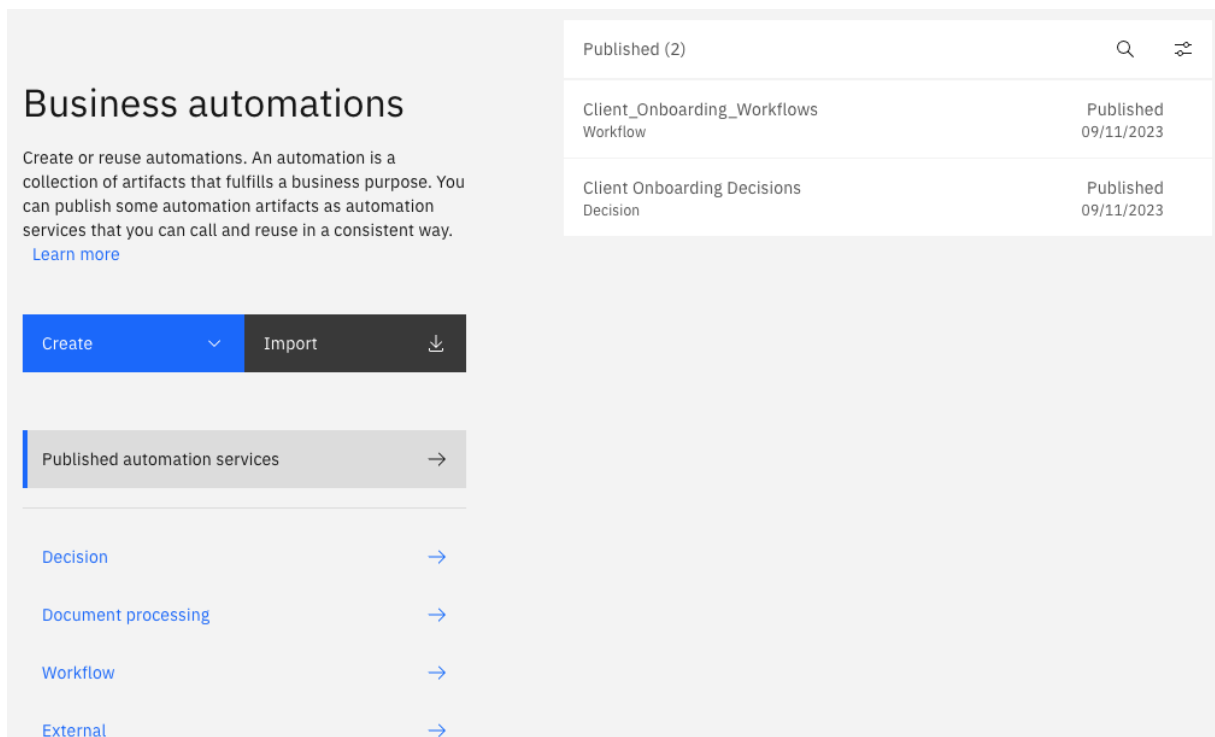 Business automations
Create or reuse automations. An automation is a
collection of artifacts that fulfills a business purpose. You
can publish some automation artifacts as automation
services that you can call and reuse in a consistent way.
Learn more
Create
Import
Published automation services
Decision
Document processing
Workflow
External
Published (2)
Client_Onboarding_Workflows
Published
Workflow
09/11/2023
Client Onboarding Decisions
Published
Decision
09/11/2023